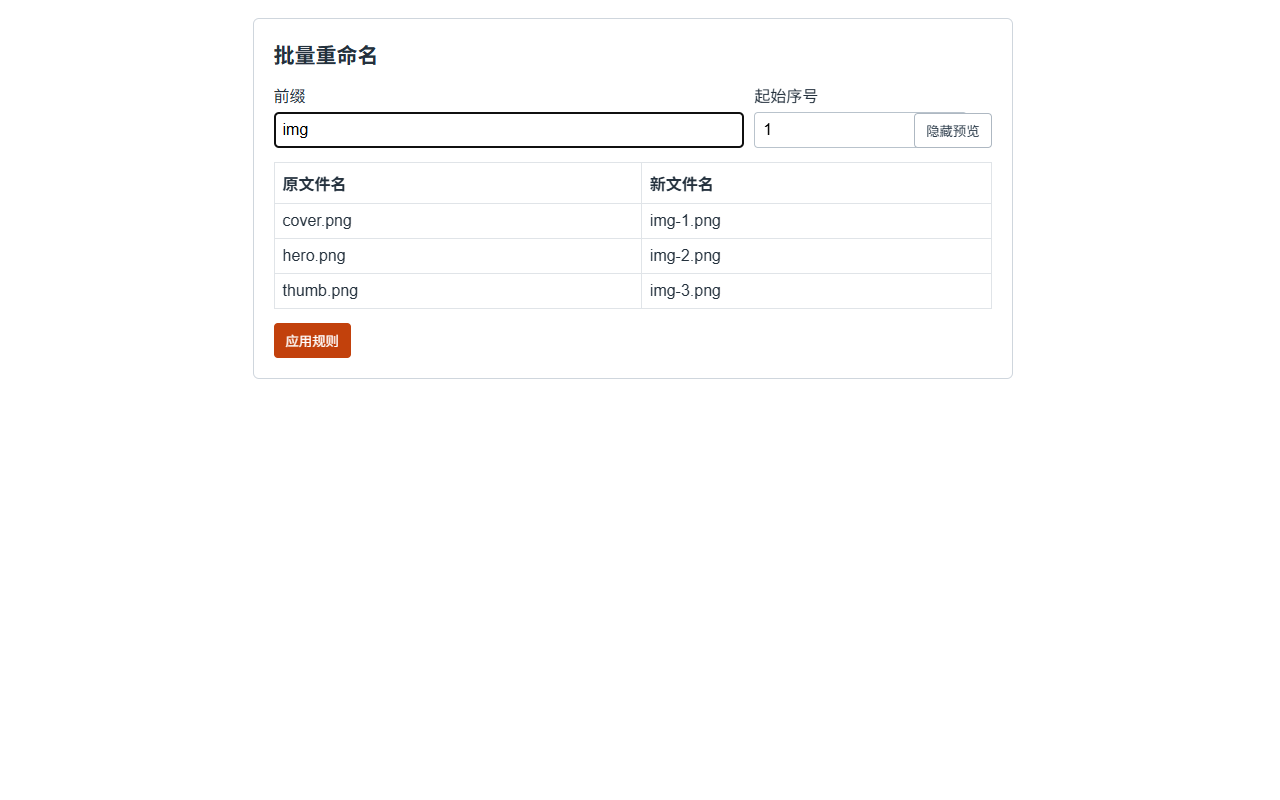 批量重命名
前缀 起始序号
img 1 隐藏预览
原文件名 新文件名
cover.png img-1.png
hero.png img-2.png
thumb.png img-3.png
应用规则